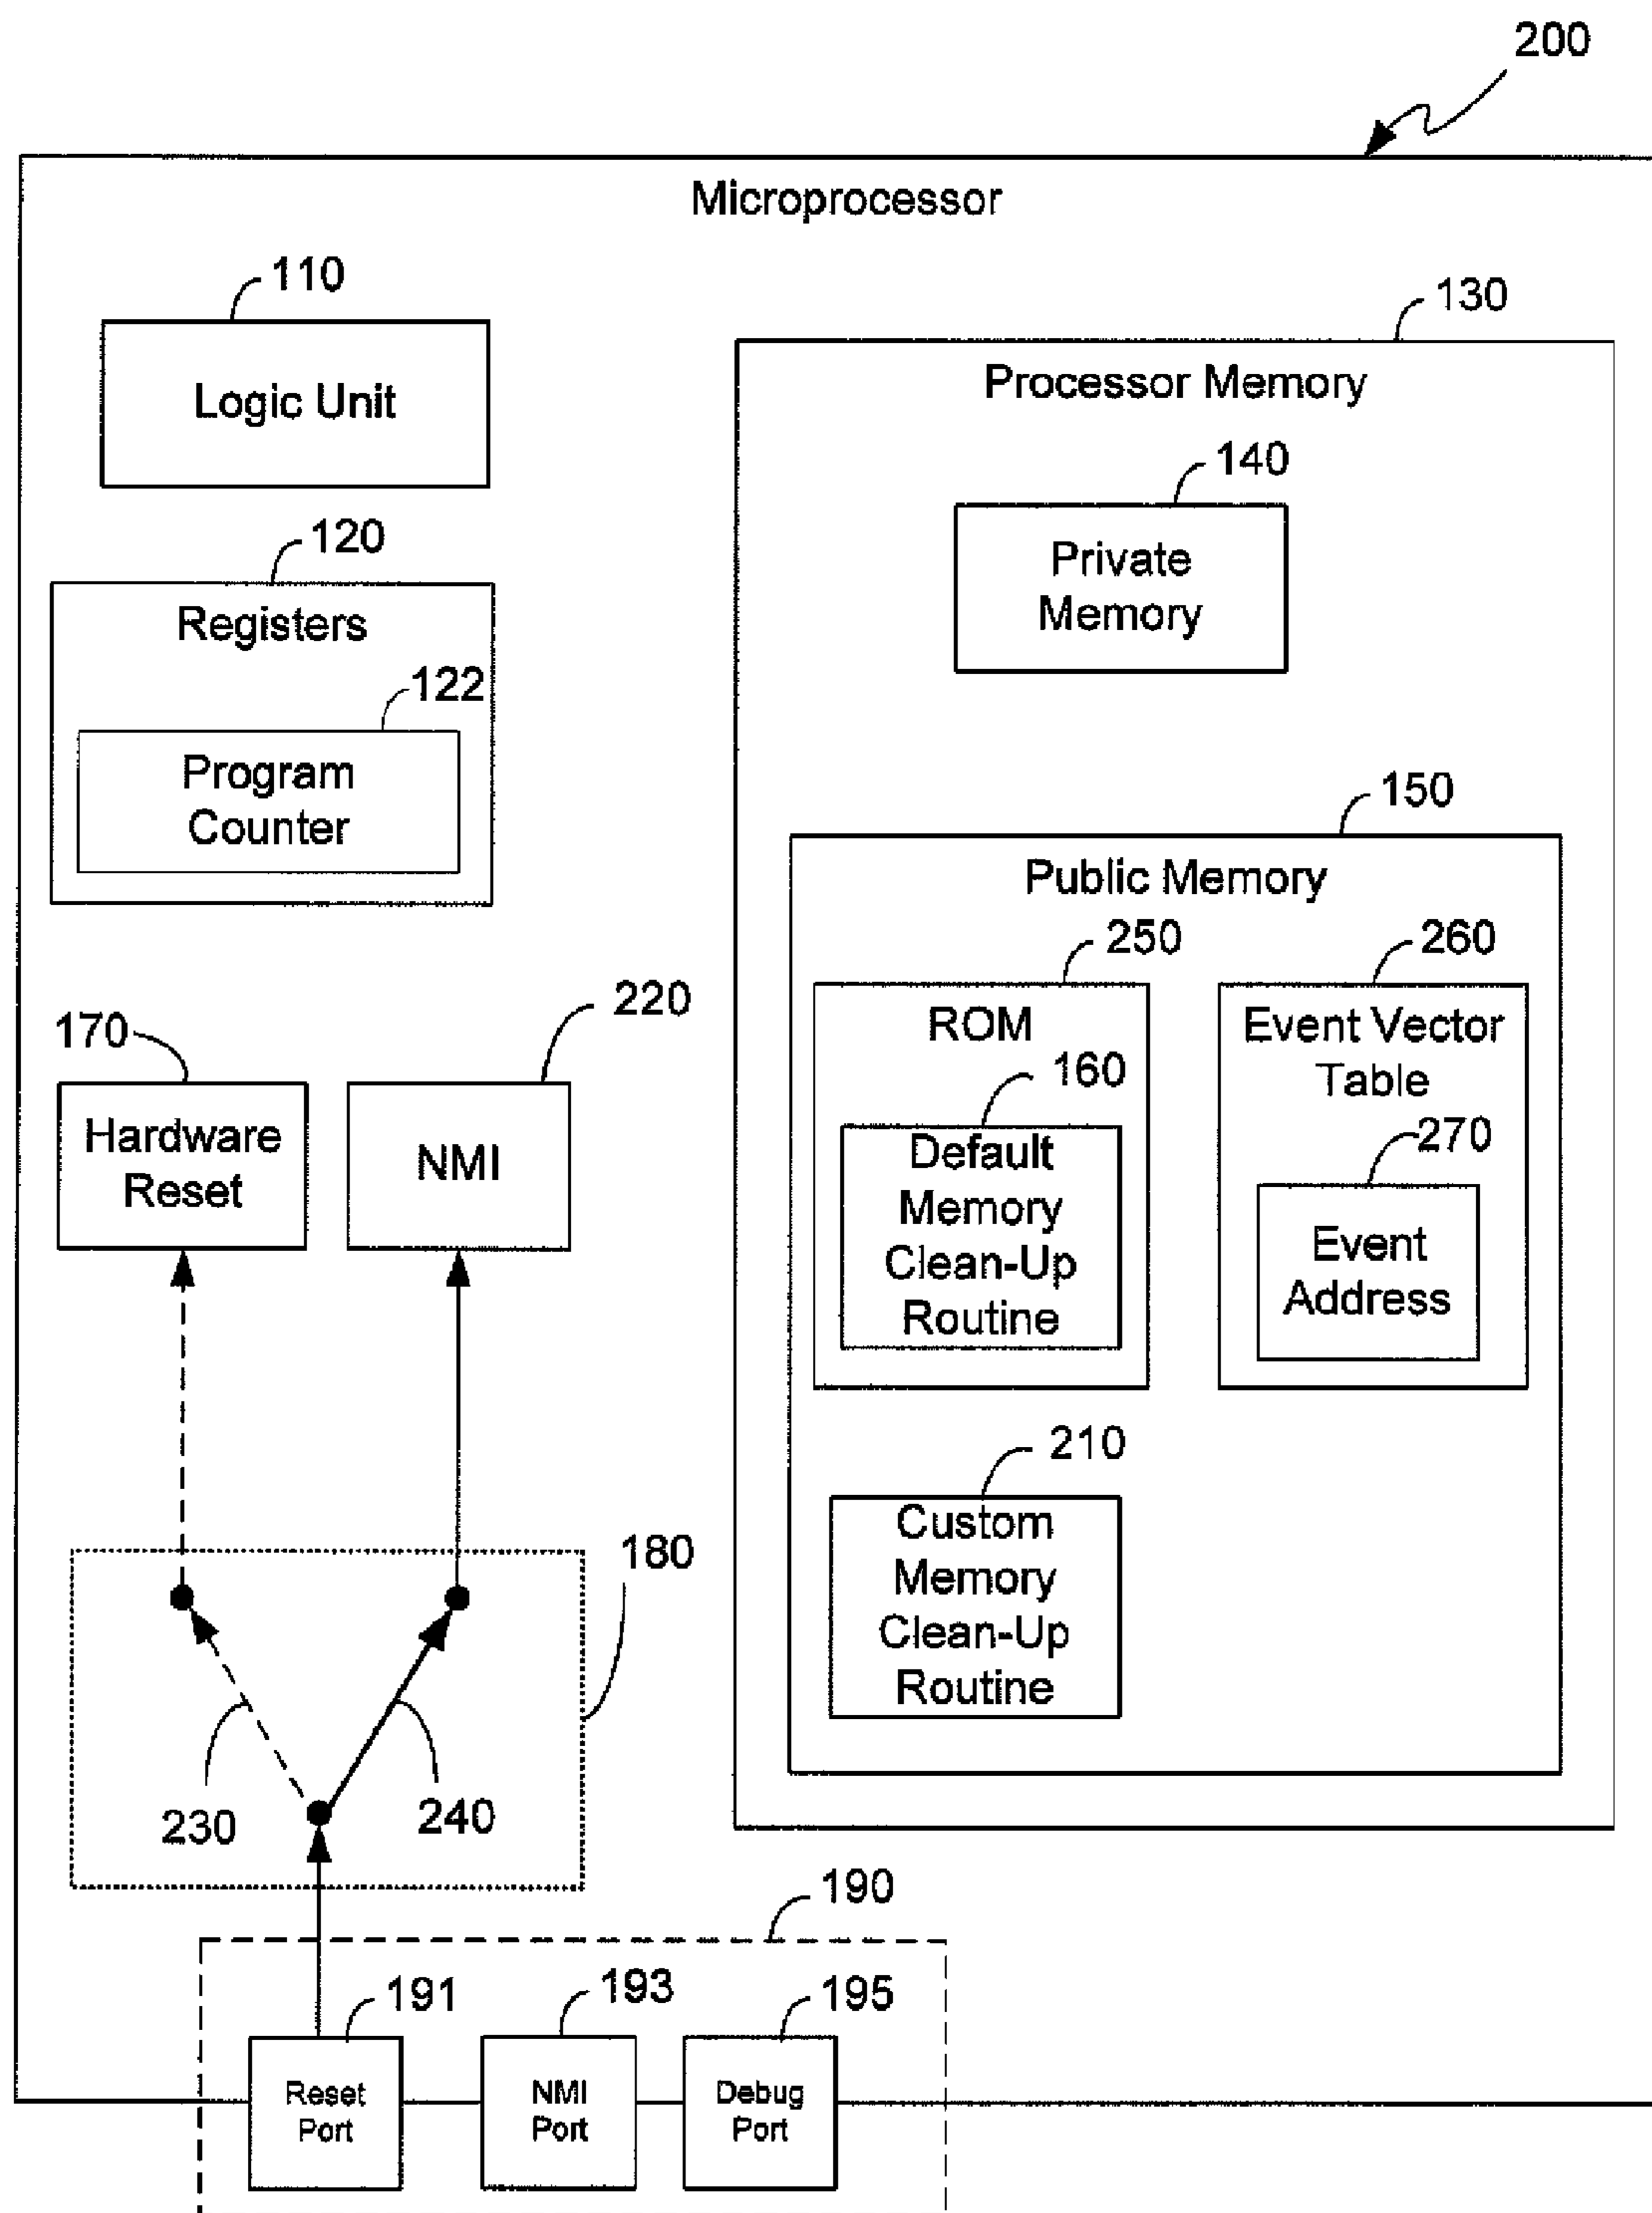 200
Microprocessor
110
Logic Unit
130
Processor Memory
140
Private
Memory
120
Registers
122
Program
Counter
150
Public Memory
250
ROM
160
Default
Memory
Clean-Up
Routine
260
Event Vector
Table
270
Event
Address
210
Custom
Memory
Clean-Up
Routine
170
Hardware
Reset
220
NMI
180
230
240
190
191
Reset
Port
193
NMI
Port
195
Debug
Port